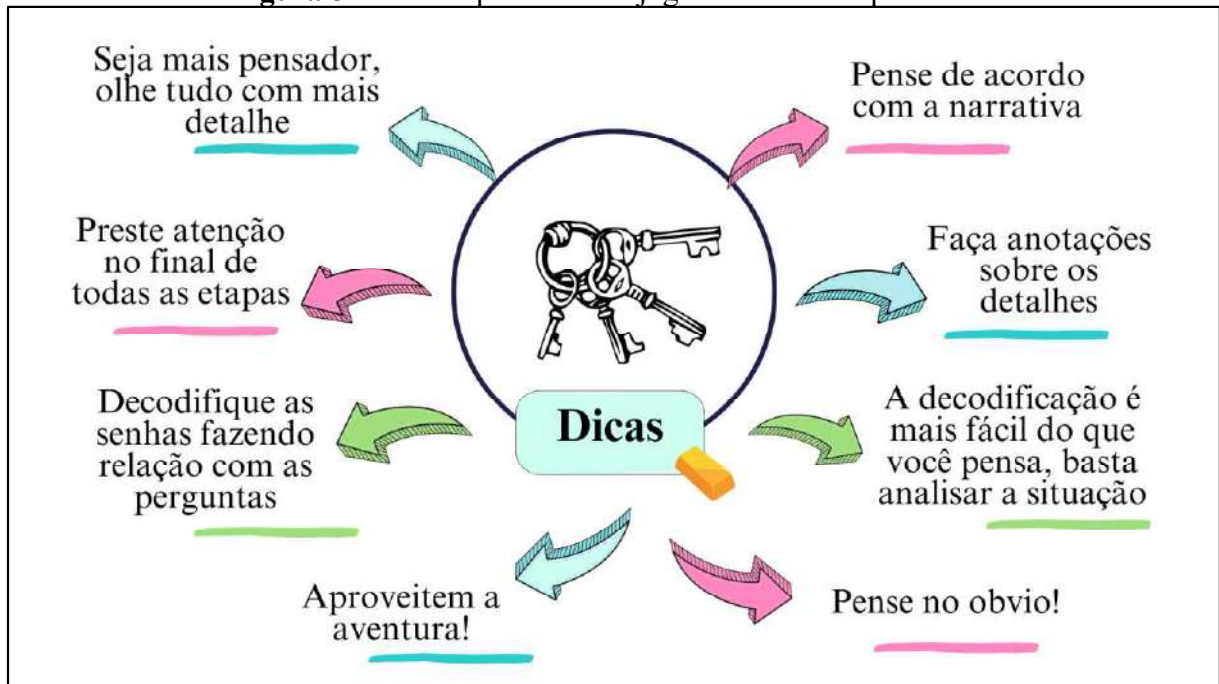 Seja mais pensador,
olhe tudo com mais
detalhe
Pense de acordo
com a narrativa
Preste atenção
no final de
todas as etapas
Faça anotações
sobre os
detalhes
Decodifique as
senhas fazendo
relação com as
perguntas
Dicas
A decodificação é
mais fácil do que
você pensa, basta
analisar a situação
Aproveitem a
aventura!
Pense no obvio!